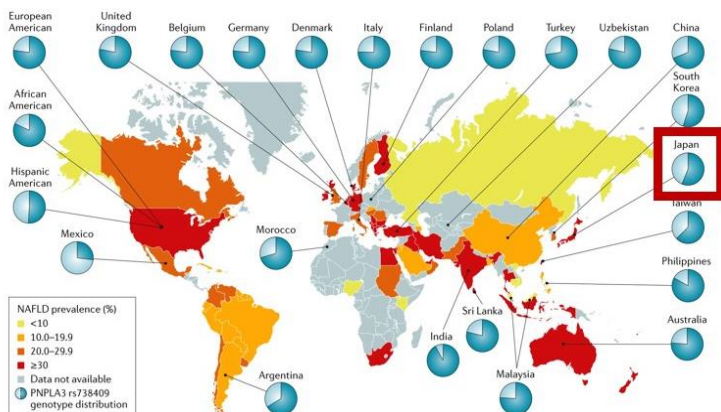 European
American
United
Kingdom
Belgium
Germany
Denmark
Italy
Finland
Poland
Turkey
Uzbekistan
China
African
American
South
Korea
Hispanic
American
Japan
Mexico
Morocco
Taiwan
Philippines
NAFLD prevalence (%)
<10
10.0–19.9
20.0–29.9
≥30
Data not available
PNPLA3 rs738409
genotype distribution
Argentina
India
Sri Lanka
Malaysia
Australia